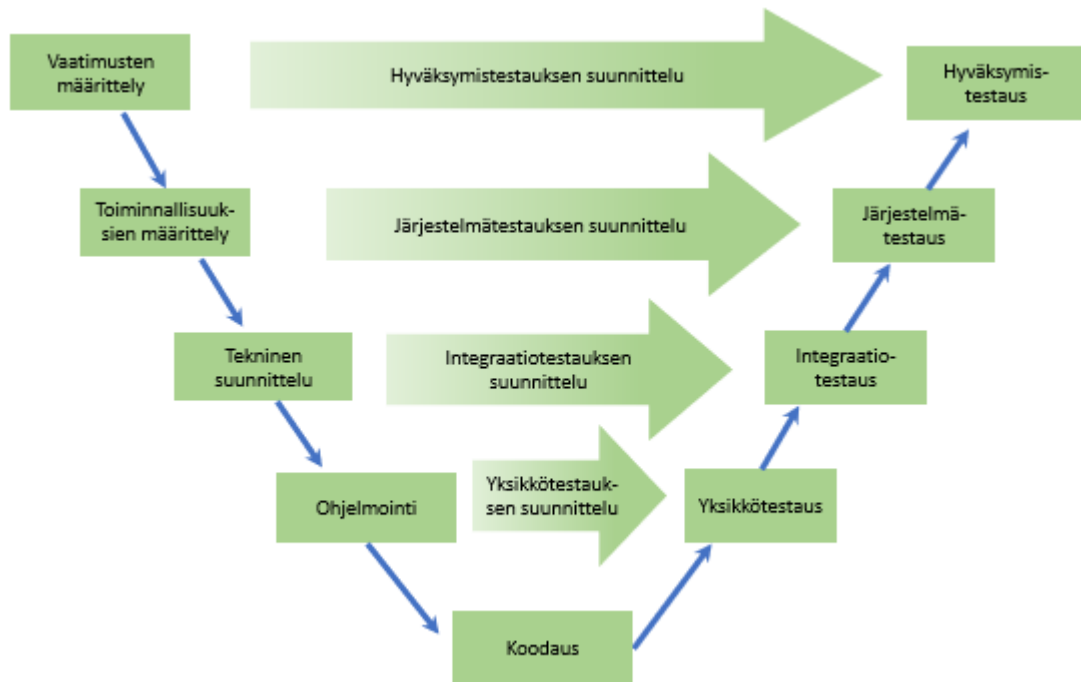 Vaatimusten
määrittely
Hyväksymistestauksen suunnittelu
Hyväksymis-
testaus
Toiminnallisuuk-
sien määrittely
Järjestelmätestauksen suunnittelu
Järjestelmä-
testaus
Tekninen
suunnittelu
Integraatiotestauksen
suunnittelu
Integraatio-
testaus
Ohjelmointi
Yksikkötestauk-
sen suunnittelu
Yksikkötestaus
Koodaus